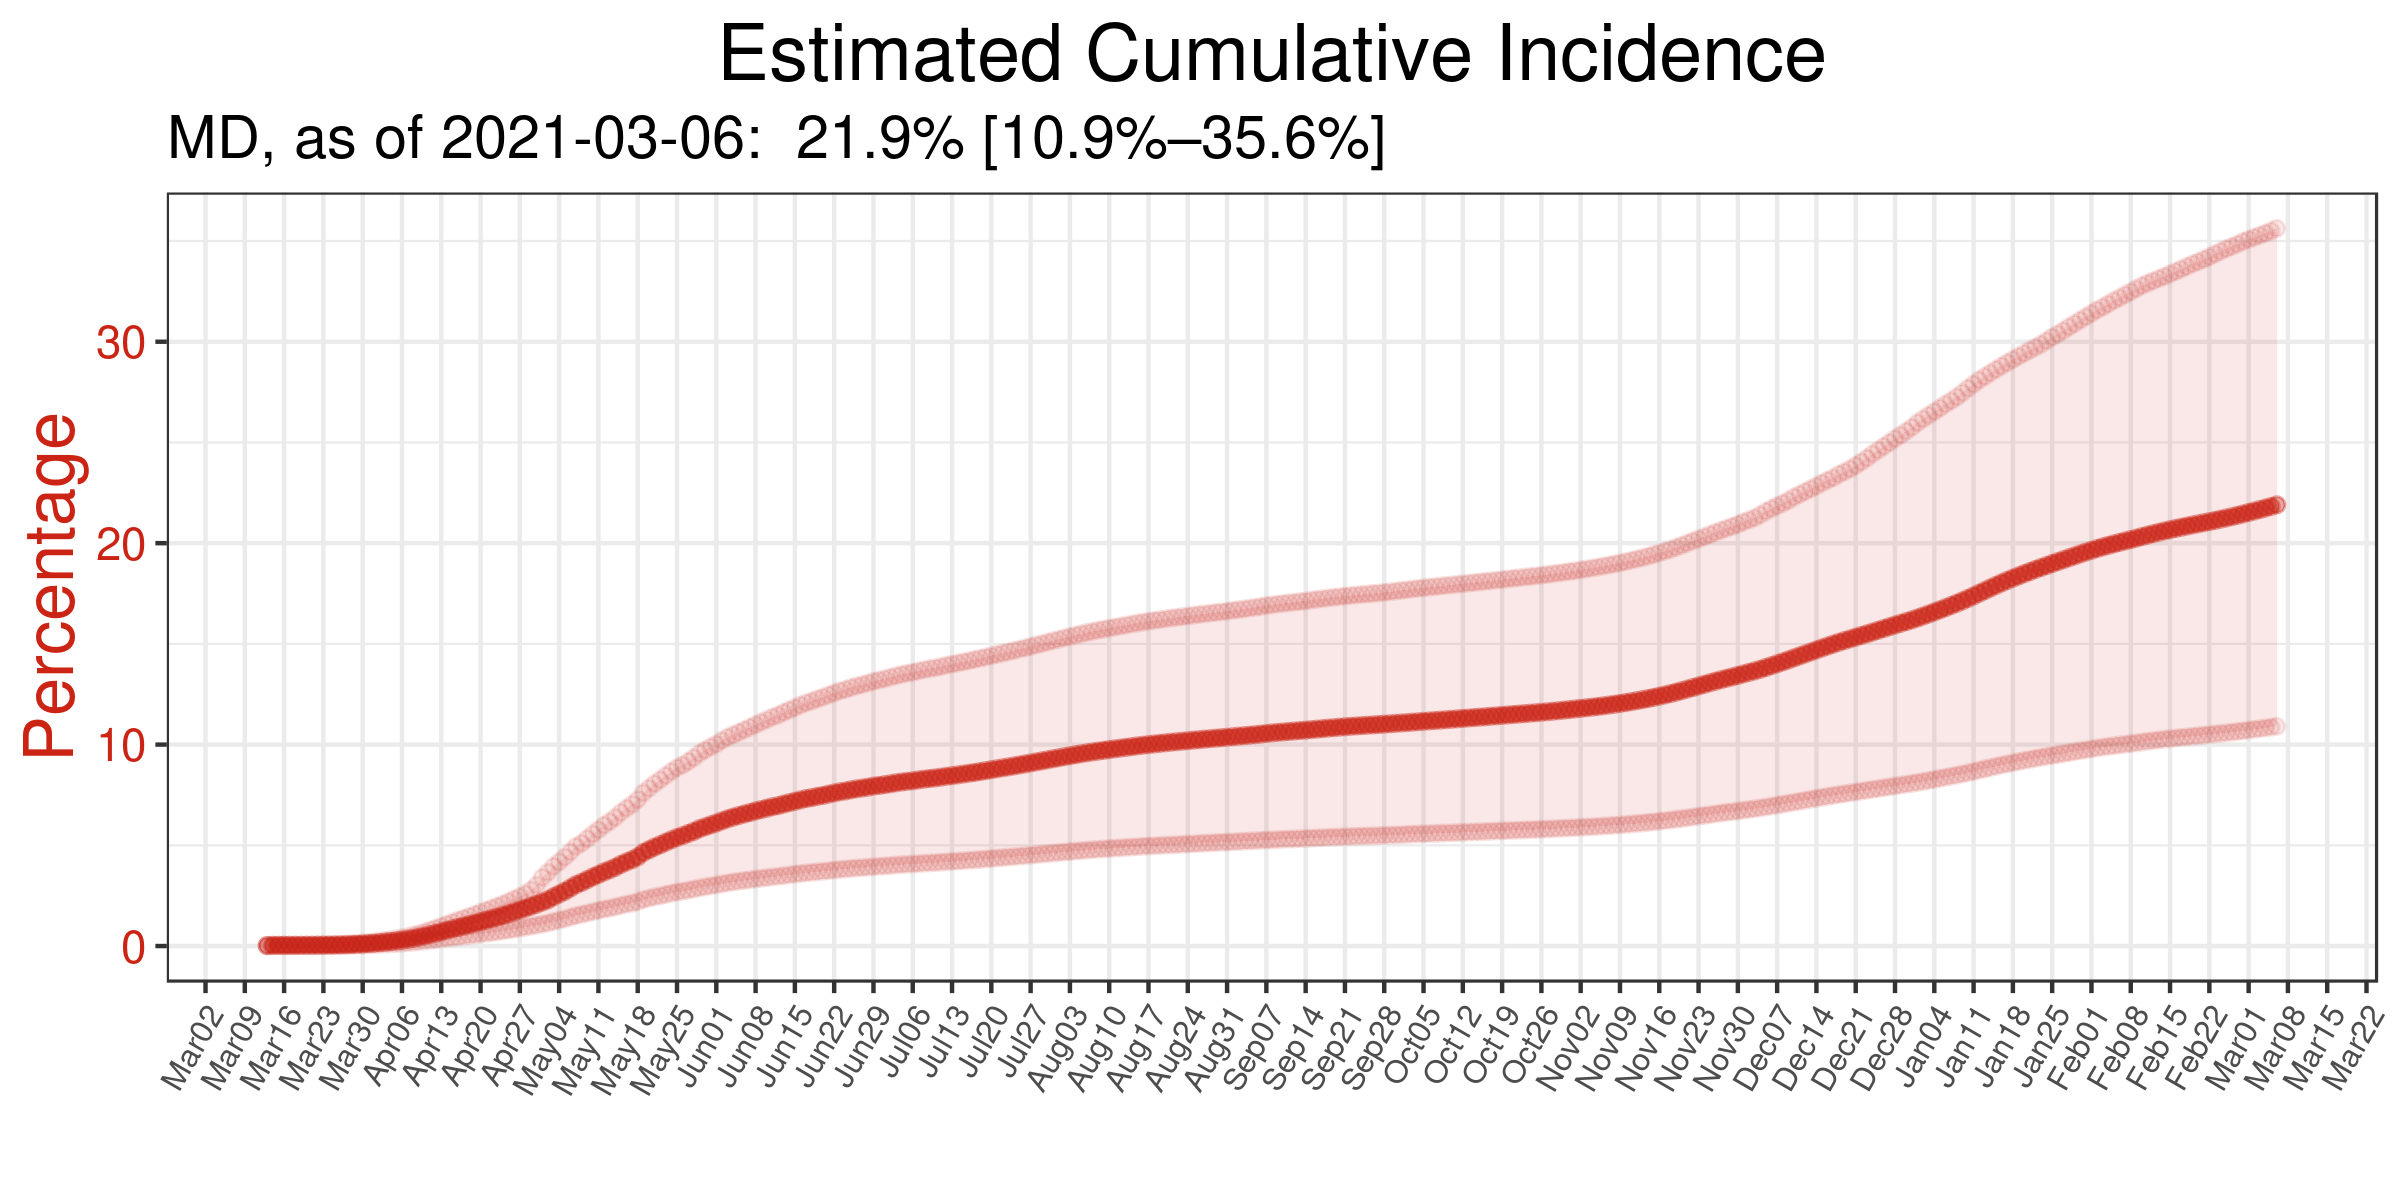 Estimated Cumulative Incidence
MD, as of 2021-03-06:  21.9% [10.9%–35.6%]
Percentage
30
20
10
0
Mar02
Mar09
Mar16
Mar23
Mar30
Apr06
Apr13
Apr20
Apr27
May04
May11
May18
May25
Jun01
Jun08
Jun15
Jun22
Jun29
Jul06
Jul13
Jul20
Jul27
Aug03
Aug10
Aug17
Aug24
Aug31
Sep07
Sep14
Sep21
Sep28
Oct05
Oct12
Oct19
Oct26
Nov02
Nov09
Nov16
Nov23
Nov30
Dec07
Dec14
Dec21
Dec28
Jan04
Jan11
Jan18
Jan25
Feb01
Feb08
Feb15
Feb22
Mar01
Mar08
Mar15
Mar22